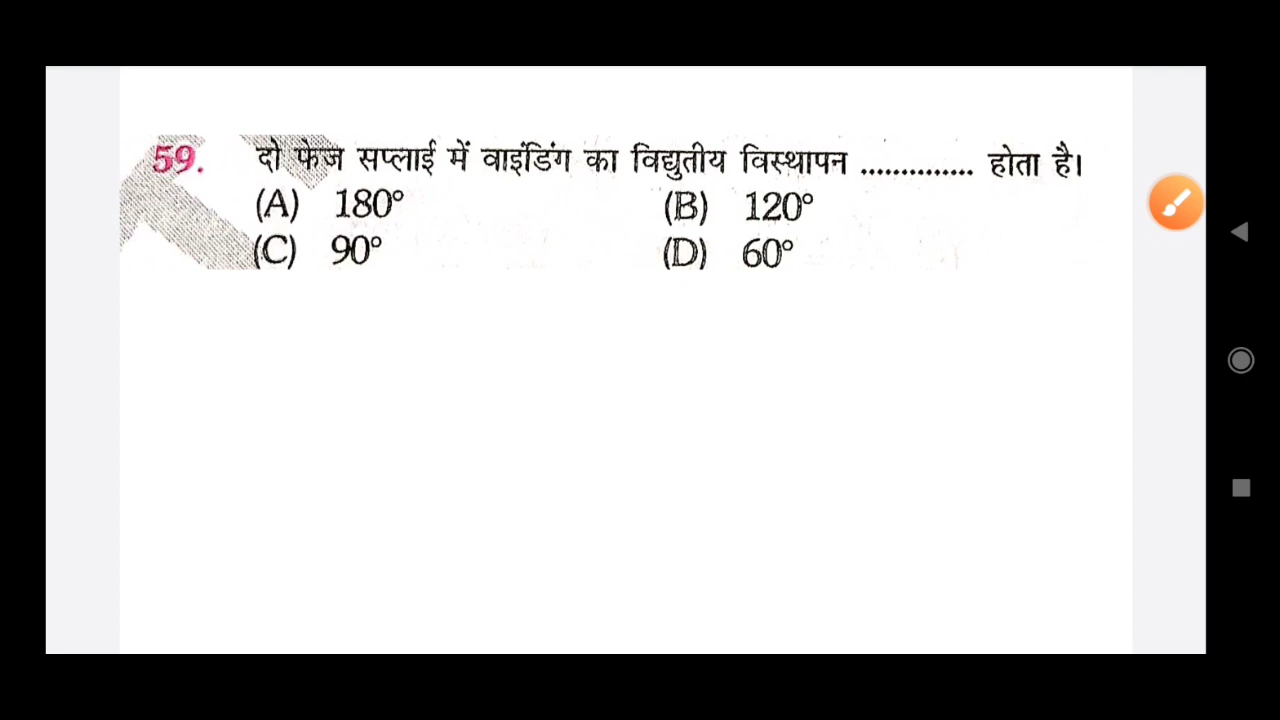 59. दो फेज सप्लाई में वाइंडिंग का विद्युतीय विस्थापन .............. होता है।
(A) 180° (B) 120°
(C) 90° (D) 60°